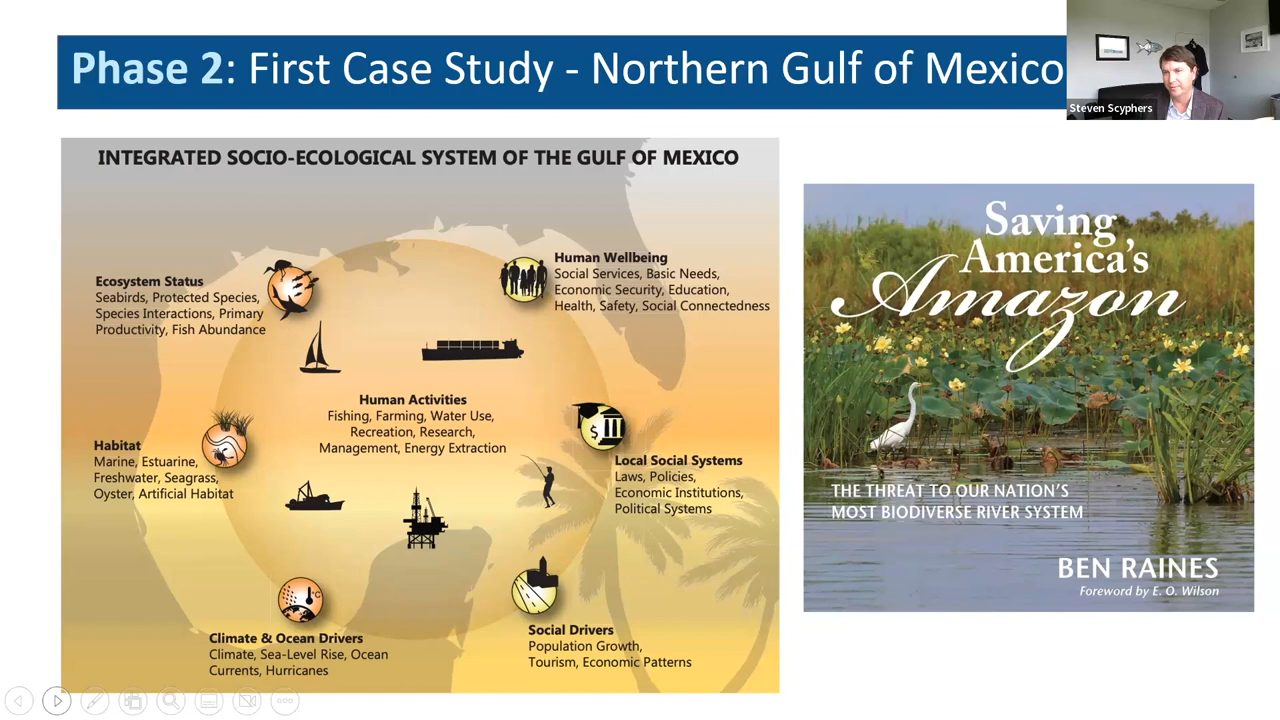 Phase 2: First Case Study - Northern Gulf of Mexico
Steven Scyphers
INTEGRATED SOCIO-ECOLOGICAL SYSTEM OF THE GULF OF MEXICO
Ecosystem Status
Seabirds, Protected Species,
Species Interactions, Primary
Productivity, Fish Abundance
Human Wellbeing
Social Services, Basic Needs,
Economic Security, Education,
Health, Safety, Social Connectedness
Human Activities
Fishing, Farming, Water Use,
Recreation, Research,
Management, Energy Extraction
Habitat
Marine, Estuarine,
Freshwater, Seagrass,
Oyster, Artificial Habitat
$
Local Social Systems
Laws, Policies,
Economic Institutions,
Political Systems
°C
Climate & Ocean Drivers
Climate, Sea-Level Rise, Ocean
Currents, Hurricanes
Social Drivers
Population Growth,
Tourism, Economic Patterns
Saving
America's
Amazon
THE THREAT TO OUR NATION'S
MOST BIODIVERSE RIVER SYSTEM
BEN RAINES
Foreword by E. O. Wilson